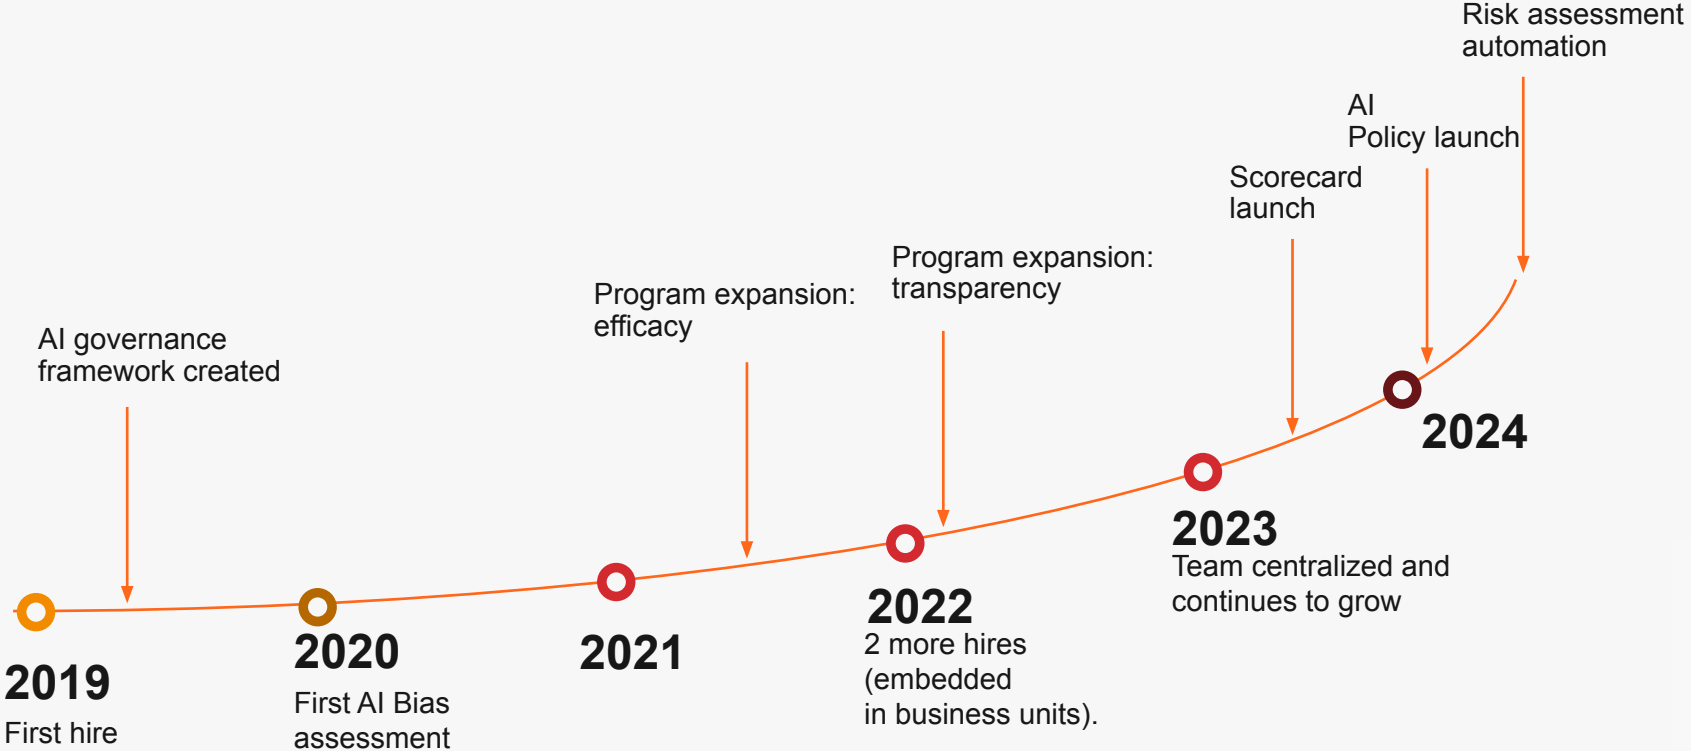 Risk assessment
automation
AI
Policy launch
Scorecard
launch
Program expansion:
transparency
Program expansion:
efficacy
AI governance
framework created
2019
First hire
2020
First AI Bias
assessment
2021
2022
2 more hires
(embedded
in business units).
2023
Team centralized and
continues to grow
2024